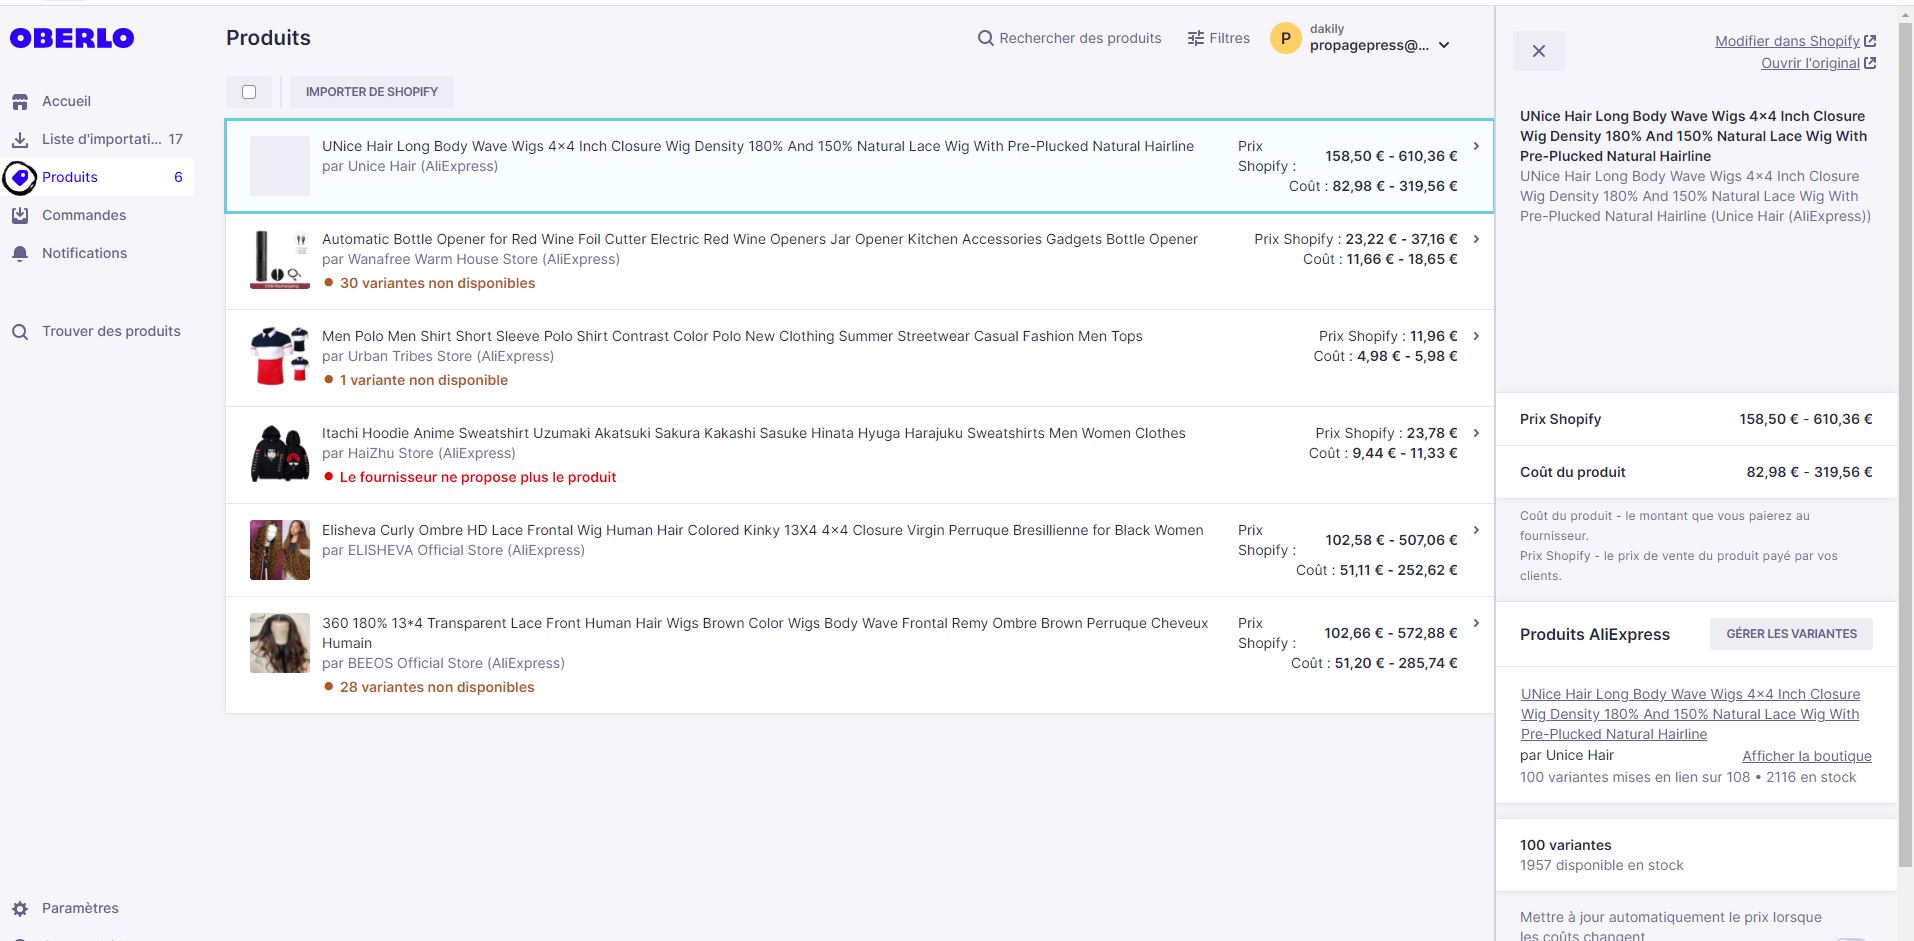 OBERLO
Accueil
Liste d'importati... 17
Produits 6
Commandes
Notifications
Trouver des produits
Paramètres
Produits
Rechercher des produits
Filtres
P
dakily
propagepress@...
IMPORTER DE SHOPIFY
UNice Hair Long Body Wave Wigs 4x4 Inch Closure Wig Density 180% And 150% Natural Lace Wig With Pre-Plucked Natural Hairline
par Unice Hair (AliExpress)
Prix
Shopify : 158,50 € - 610,36 €
Coût : 82,98 € - 319,56 €
Automatic Bottle Opener for Red Wine Foil Cutter Electric Red Wine Openers Jar Opener Kitchen Accessories Gadgets Bottle Opener
par Wanafree Warm House Store (AliExpress)
30 variantes non disponibles
Prix Shopify : 23,22 € - 37,16 €
Coût : 11,66 € - 18,65 €
Men Polo Men Shirt Short Sleeve Polo Shirt Contrast Color Polo New Clothing Summer Streetwear Casual Fashion Men Tops
par Urban Tribes Store (AliExpress)
1 variante non disponible
Prix Shopify : 11,96 €
Coût : 4,98 € - 5,98 €
Itachi Hoodie Anime Sweatshirt Uzumaki Akatsuki Sakura Kakashi Sasuke Hinata Hyuga Harajuku Sweatshirts Men Women Clothes
par HaiZhu Store (AliExpress)
Le fournisseur ne propose plus le produit
Prix Shopify : 23,78 €
Coût : 9,44 € - 11,33 €
Elisheva Curly Ombre HD Lace Frontal Wig Human Hair Colored Kinky 13X4 4x4 Closure Virgin Perruque Bresillienne for Black Women
par ELISHEVA Official Store (AliExpress)
Prix
Shopify : 102,58 € - 507,06 €
Coût : 51,11 € - 252,62 €
360 180% 13*4 Transparent Lace Front Human Hair Wigs Brown Color Wigs Body Wave Frontal Remy Ombre Brown Perruque Cheveux
Humain
par BEEOS Official Store (AliExpress)
28 variantes non disponibles
Prix
Shopify : 102,66 € - 572,88 €
Coût : 51,20 € - 285,74 €
Modifier dans Shopify
Ouvrir l'original
UNice Hair Long Body Wave Wigs 4x4 Inch Closure
Wig Density 180% And 150% Natural Lace Wig With
Pre-Plucked Natural Hairline
UNice Hair Long Body Wave Wigs 4x4 Inch Closure
Wig Density 180% And 150% Natural Lace Wig With
Pre-Plucked Natural Hairline (Unice Hair (AliExpress))
Prix Shopify 158,50 € - 610,36 €
Coût du produit 82,98 € - 319,56 €
Coût du produit - le montant que vous paierez au
fournisseur.
Prix Shopify - le prix de vente du produit payé par vos
clients.
Produits AliExpress
GÉRER LES VARIANTES
UNice Hair Long Body Wave Wigs 4x4 Inch Closure
Wig Density 180% And 150% Natural Lace Wig With
Pre-Plucked Natural Hairline
par Unice Hair Afficher la boutique
100 variantes mises en lien sur 108 • 2116 en stock
100 variantes
1957 disponible en stock
Mettre à jour automatiquement le prix lorsque
les coûts changent